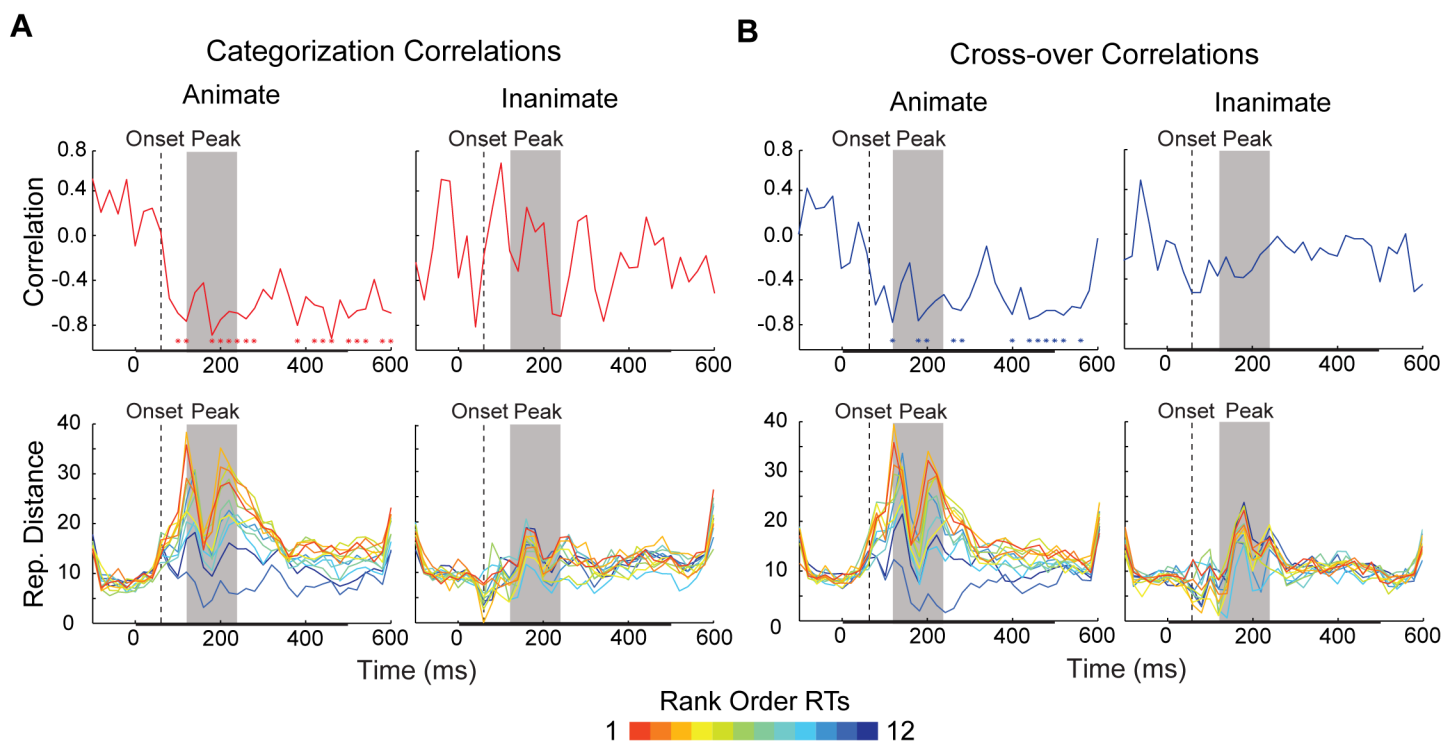 A
B
Categorization Correlations
Cross-over Correlations
Animate
Inanimate
Animate
Inanimate
Onset Peak
Onset Peak
Onset Peak
Onset Peak
Correlation
0.8
0.4
0.0
-0.4
-0.8
0.8
0.4
0.0
-0.4
-0.8
* * * * * * * * * * * * * * * * *
* * * * * * * * * * * *
0 200 400 600
0 200 400 600
0 200 400 600
0 200 400 600
Onset Peak
Onset Peak
Onset Peak
Onset Peak
Rep. Distance
40
30
20
10
0
40
30
20
10
0
0 200 400 600
0 200 400 600
0 200 400 600
0 200 400 600
Time (ms)
Time (ms)
Rank Order RTs
1 12